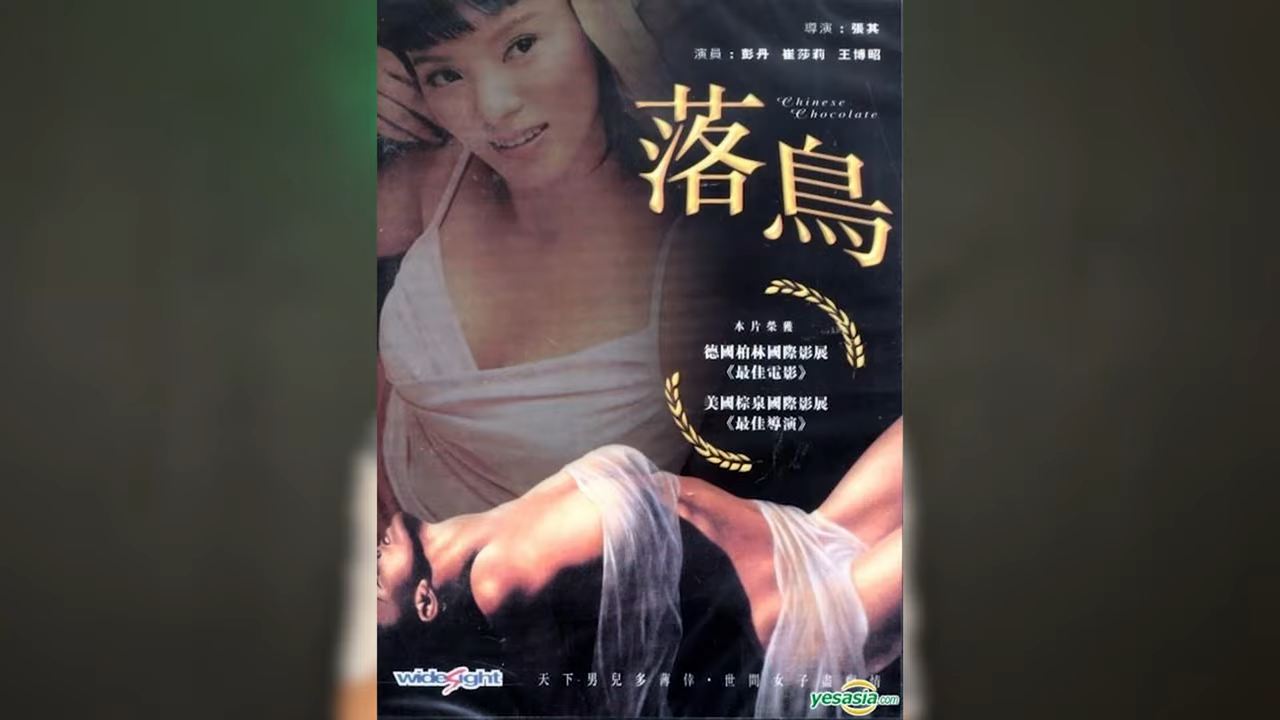 導演：張其
演員：彭丹 崔莎莉 王博昭
落鳥
Chinese
Chocolate
本片榮獲
德國柏林國際影展
《最佳電影》
美國棕泉國際影展
《最佳導演》
widesight
天下男兒多薄倖・世間女子盡
yesasia.com